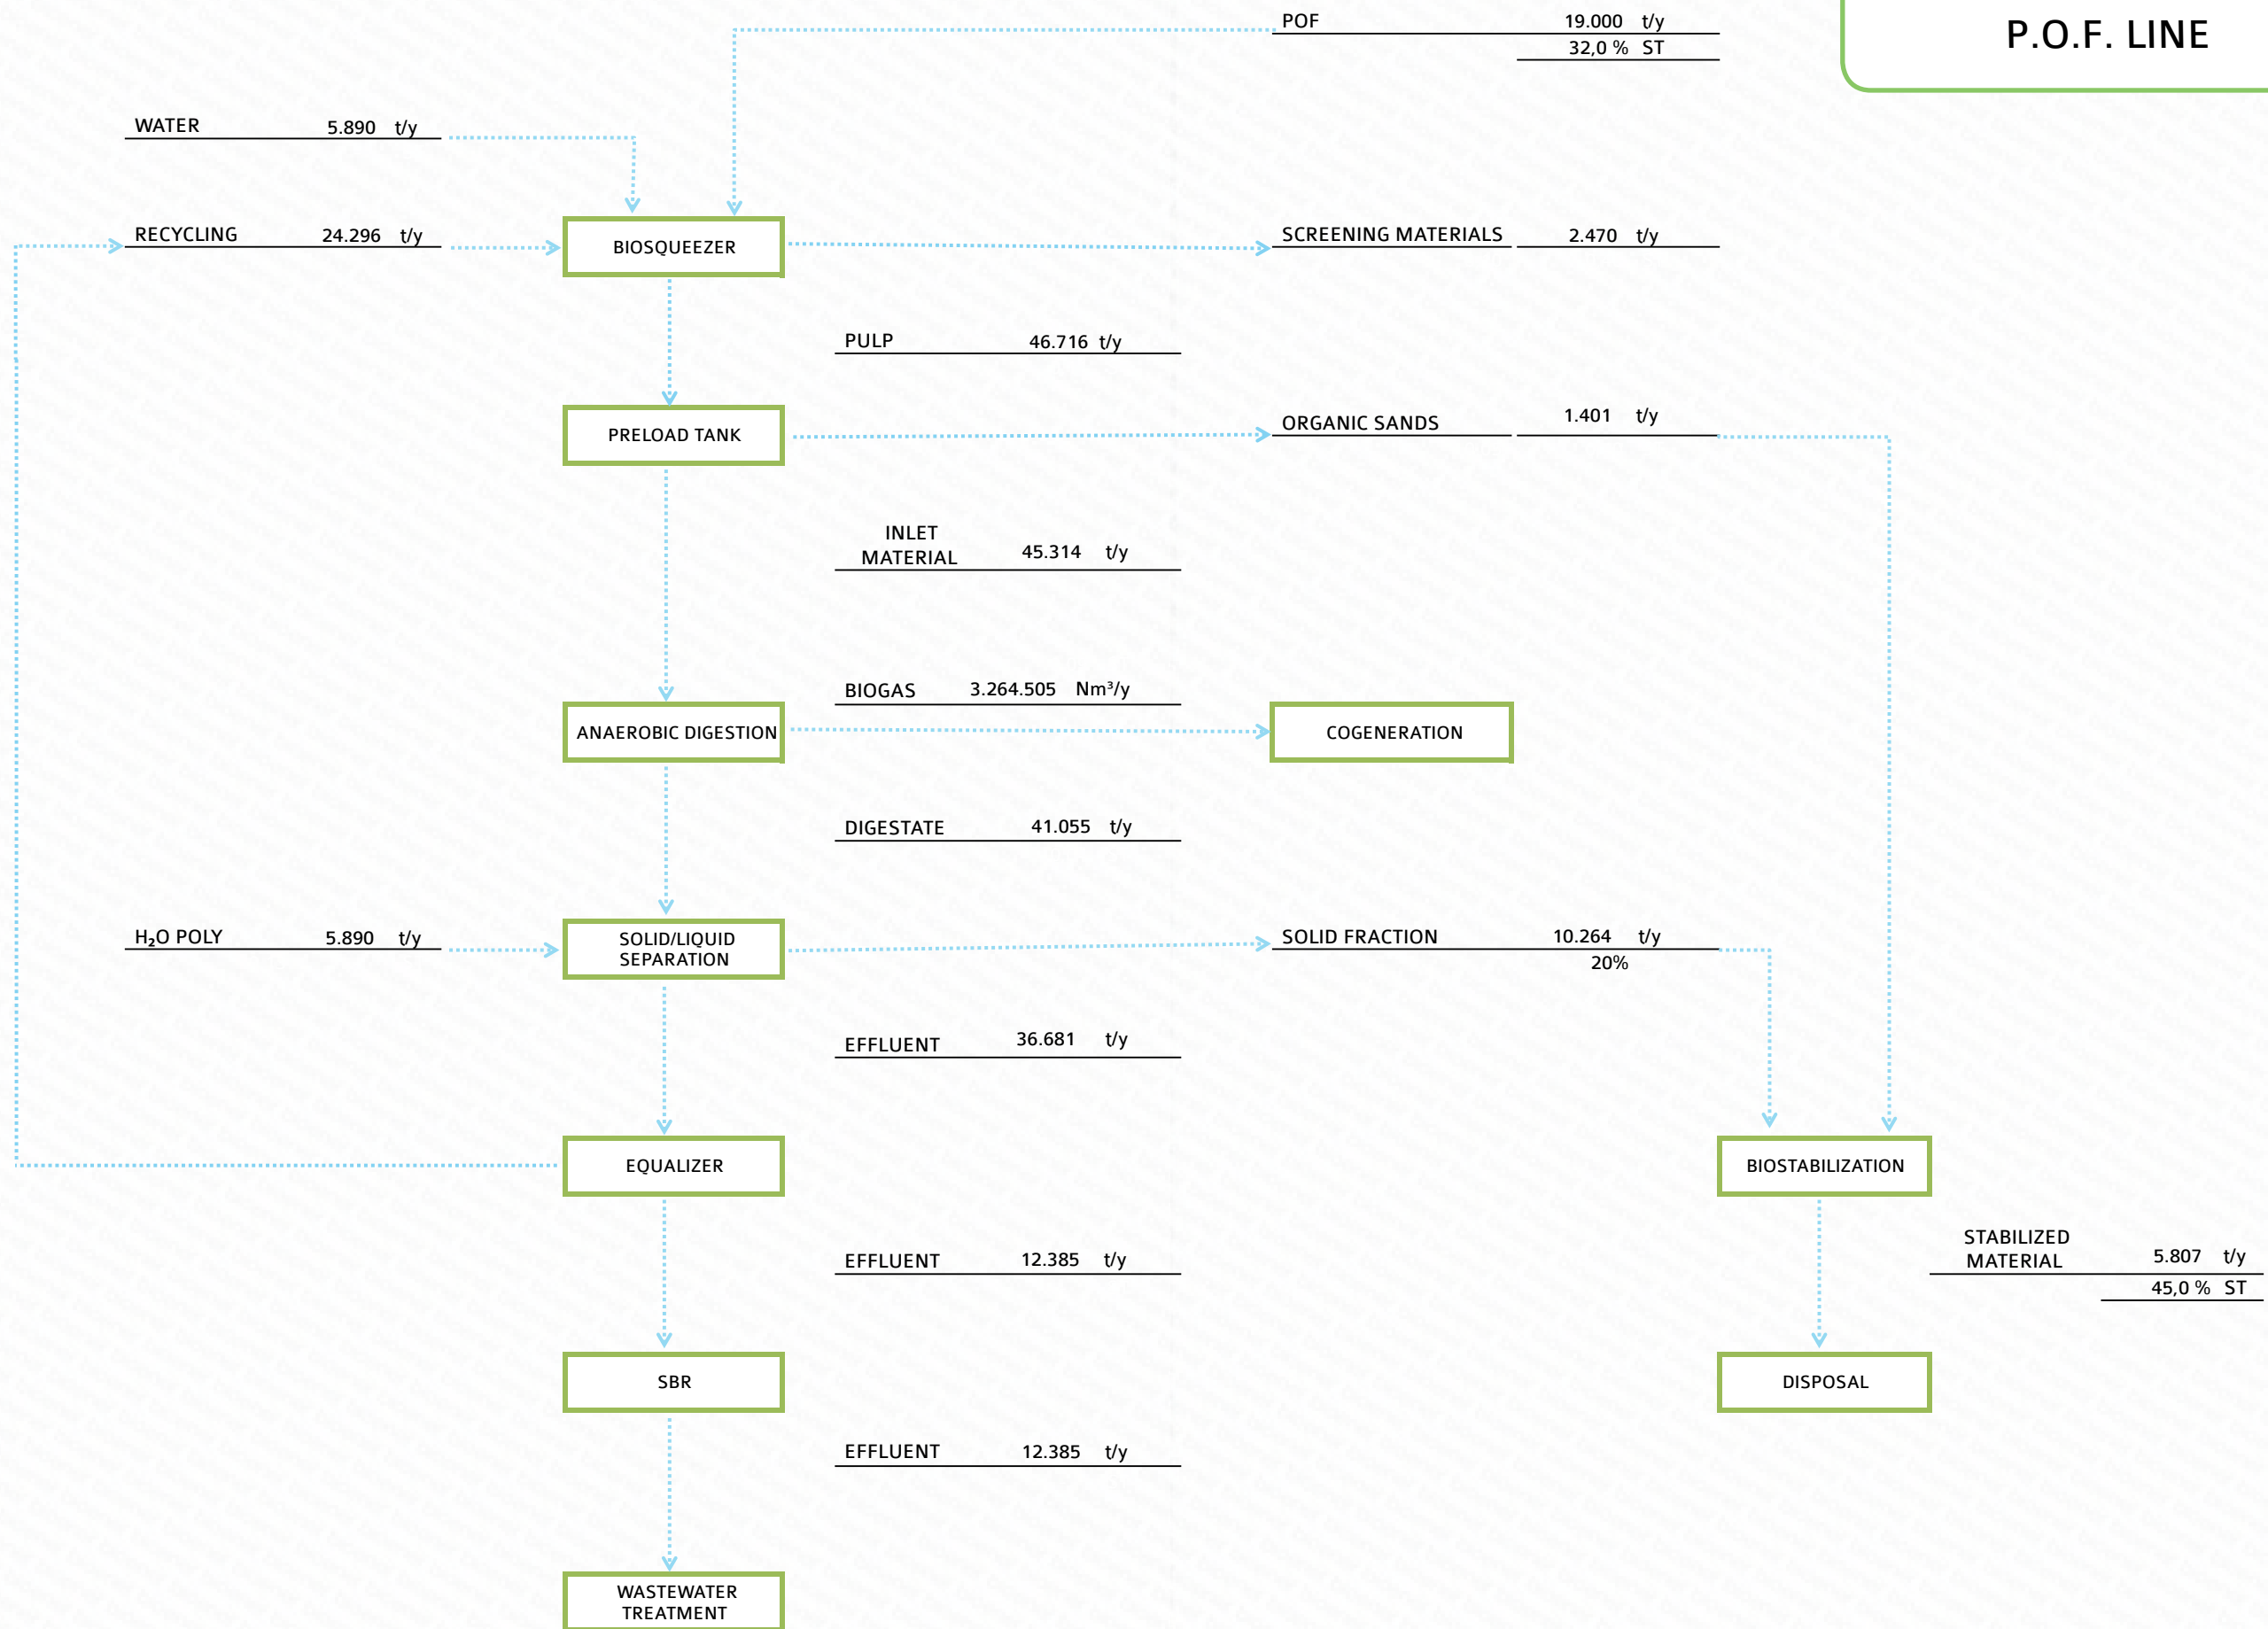 P.O.F. LINE
POF 19.000 t/y
32,0 % ST
WATER 5.890 t/y
RECYCLING 24.296 t/y
BIOSQUEEZER
SCREENING MATERIALS 2.470 t/y
PULP 46.716 t/y
PRELOAD TANK
ORGANIC SANDS 1.401 t/y
INLET
MATERIAL 45.314 t/y
BIOGAS 3.264.505 Nm³/y
ANAEROBIC DIGESTION
COGENERATION
DIGESTATE 41.055 t/y
H₂O POLY 5.890 t/y
SOLID/LIQUID
SEPARATION
SOLID FRACTION 10.264 t/y
20%
EFFLUENT 36.681 t/y
EQUALIZER
BIOSTABILIZATION
EFFLUENT 12.385 t/y
STABILIZED
MATERIAL 5.807 t/y
45,0 % ST
SBR
DISPOSAL
EFFLUENT 12.385 t/y
WASTEWATER
TREATMENT